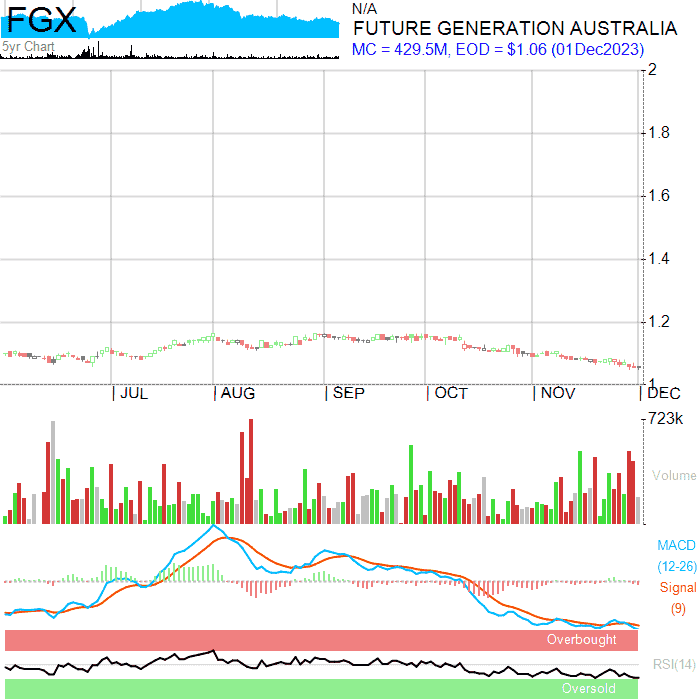 FGX
5yr Chart
N/A
FUTURE GENERATION AUSTRALIA
MC = 429.5M, EOD = $1.06 (01Dec2023)
2
1.8
1.6
1.4
1.2
1
JUL AUG SEP OCT NOV DEC
723k
Volume
MACD
(12-26)
Signal
(9)
Overbought
RSI(14)
Oversold